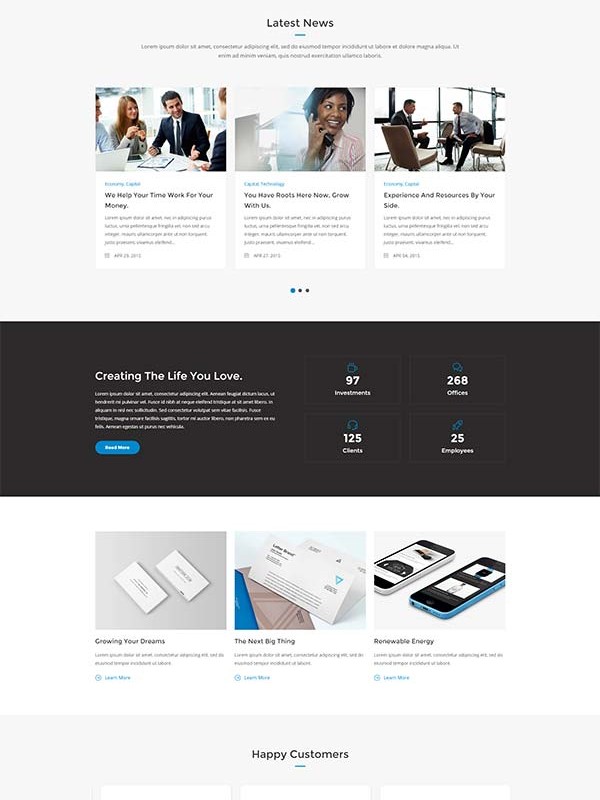 Latest News
Lorem ipsum dolor sit amet, consectetur adipiscing elit, sed do eiusmod tempor incididunt ut labore et dolore magna aliqua. Ut
enim ad minim veniam, quis nostrud exercitation ullamco laboris.
Economy, Capital
We Help Your Time Work For Your
Money.
Lorem ipsum dolor sit amet, nec in adipiscing purus
luctus, urna pellentesque fringilla vel, non sed arcu
integer, mauris ullamcorper ante ut non torquent.
Justo praesent, vivamus eleifend...
APR 29, 2015
Capital, Technology
You Have Roots Here Now, Grow
With Us.
Lorem ipsum dolor sit amet, nec in adipiscing purus
luctus, urna pellentesque fringilla vel, non sed arcu
integer, mauris ullamcorper ante ut non torquent.
Justo praesent, vivamus eleifend...
APR 27, 2015
Economy, Capital
Experience And Resources By Your
Side.
Lorem ipsum dolor sit amet, nec in adipiscing purus
luctus, urna pellentesque fringilla vel, non sed arcu
integer, mauris ullamcorper ante ut non torquent.
Justo praesent, vivamus eleifend...
2015
Creating The Life You Love.
Lorem ipsum dolor sit amet, consectetur adipiscing elit. Aenean feugiat dictum lacus, ut
hendrerit mi pulvinar vel. Fusce id nibh at neque eleifend tristique at sit amet libero. In
aliquam in nisl nec sollicitudin. Sed consectetur volutpat sem vitae facilisis. Fusce
tristique, magna ornare facilisis sagittis, tortor mi auctor libero, non pharetra sem ex eu
felis. Aenean egestas ut purus nec vehicula.
Read More
97
Investments
268
Offices
125
Clients
25
Employees
Growing Your Dreams
Lorem ipsum dolor sit amet, consectetur adipiscing elit, sed do
eiusmod tempor incididunt ut labore.
Learn More
The Next Big Thing
Lorem ipsum dolor sit amet, consectetur adipiscing elit, sed do
eiusmod tempor incididunt ut labore.
Learn More
Renewable Energy
Lorem ipsum dolor sit amet, consectetur adipiscing elit, sed do
eiusmod tempor incididunt ut labore.
Learn More
Happy Customers